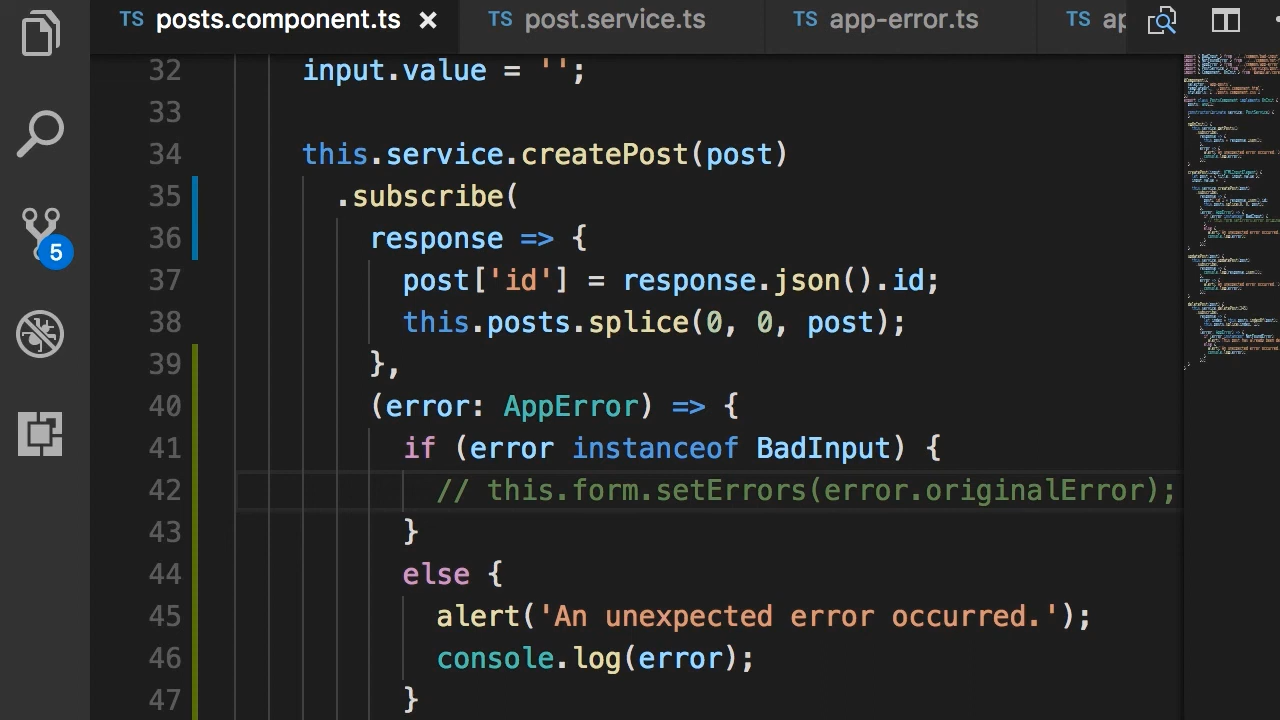 TS posts.component.ts × TS post.service.ts TS app-error.ts TS ap
32 input.value = '';
33
34 this.service.createPost(post)
35 .subscribe(
36 response => {
37 post['id'] = response.json().id;
38 this.posts.splice(0, 0, post);
39 },
40 (error: AppError) => {
41 if (error instanceof BadInput) {
42 // this.form.setErrors(error.originalError);
43 }
44 else {
45 alert('An unexpected error occurred.');
46 console.log(error);
47 }
5